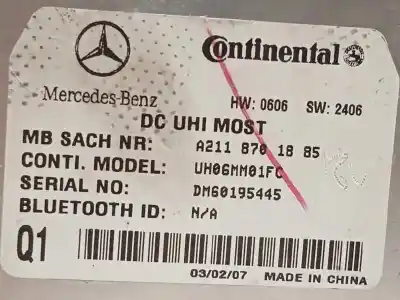 Continental
Mercedes-Benz
HW: 0606 SW: 2406
DC UHI MOST
MB SACH NR: A211 870 18 85
CONTI. MODEL: UH06MM01FC
SERIAL NO: DM60195445
BLUETOOTH ID: N/A
Q1
03/02/07 MADE IN CHINA